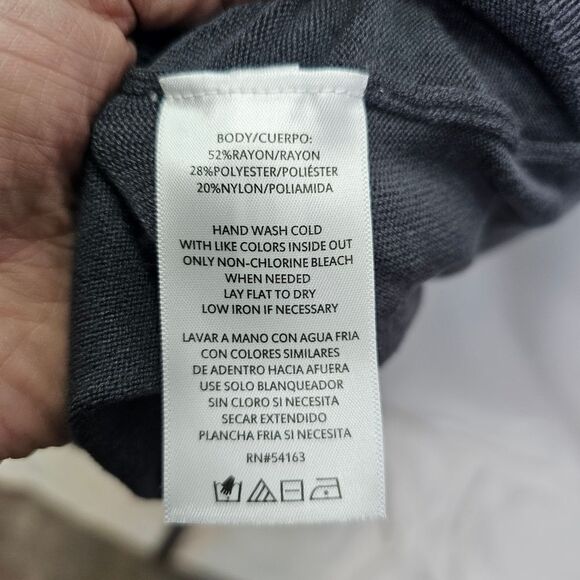 BODY/CUERPO:
52%RAYON/RAYON
28%POLYESTER/POLIÉSTER
20%NYLON/POLIAMIDA
HAND WASH COLD
WITH LIKE COLORS INSIDE OUT
ONLY NON-CHLORINE BLEACH
WHEN NEEDED
LAY FLAT TO DRY
LOW IRON IF NECESSARY
LAVAR A MANO CON AGUA FRIA
CON COLORES SIMILARES
DE ADENTRO HACIA AFUERA
USE SOLO BLANQUEADOR
SIN CLORO SI NECESITA
SECAR EXTENDIDO
PLANCHA FRIA SI NECESITA
RN#54163